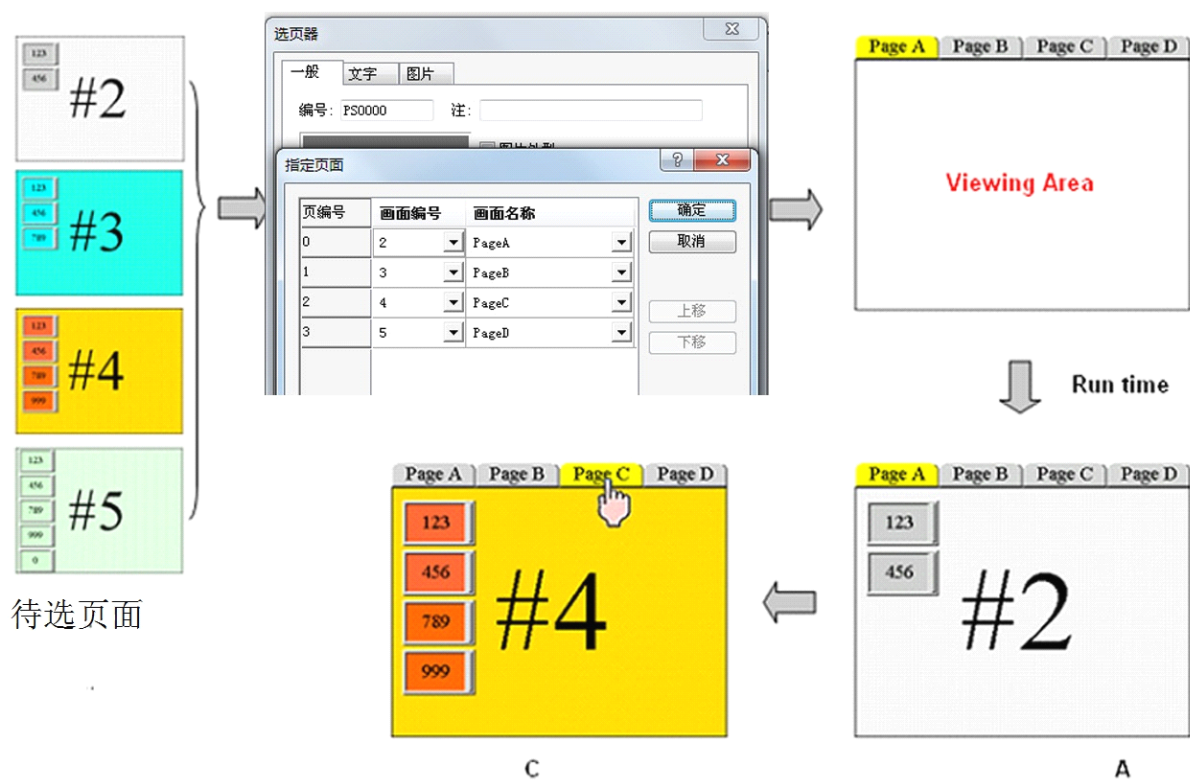 123
456
#2
123
456
789
#3
123
456
789
999
#4
123
456
789
999
0
#5
待选页面
选页器
一般 文字 图片
编号: PS0000 注:
图片外型
指定页面
页编号 画面编号 画面名称
0 2 PageA
1 3 PageB
2 4 PageC
3 5 PageD
确定
取消
上移
下移
Page A Page B Page C Page D
Viewing Area
Run time
Page A Page B Page C Page D
123
456
789
999
#4
C
Page A Page B Page C Page D
123
456
#2
A